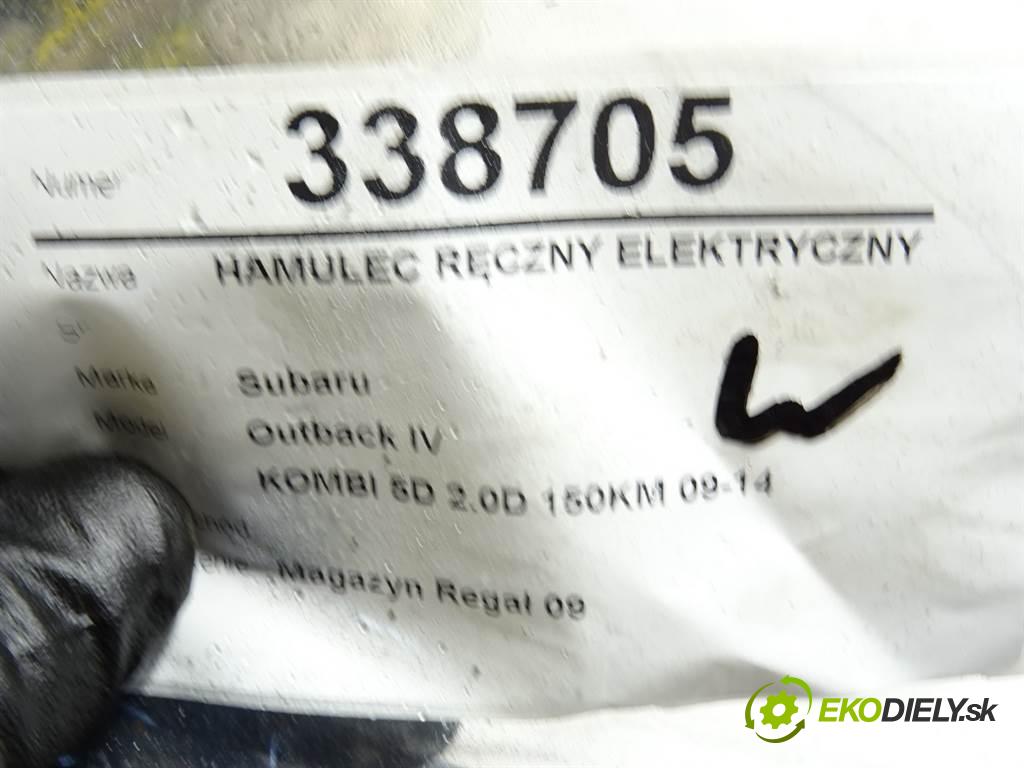 Numer 338705
Nazwa HAMULEC RĘCZNY ELEKTRYCZNY
Marka Subaru
Model Outback IV
KOMBI 5D 2.0D 150KM 09-14
W
Magazyn Regał 09
EKODIELY.sk